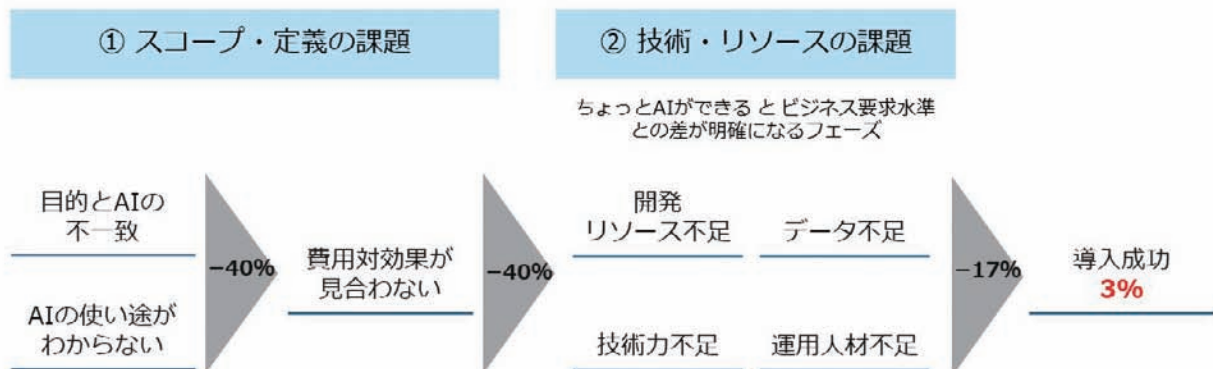 ① スコープ・定義の課題
② 技術・リソースの課題
ちょっとAIができる と ビジネス要求水準
との差が明確になるフェーズ
目的とAIの
不一致
AIの使い途が
わからない
−40%
費用対効果が
見合わない
−40%
開発
リソース不足
データ不足
技術力不足
運用人材不足
−17%
導入成功
3%